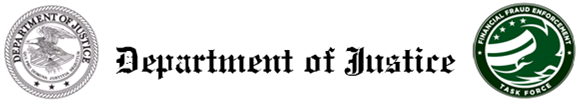 DEPARTMENT OF JUSTICE
Department of Justice
FINANCIAL FRAUD ENFORCEMENT
TASK FORCE